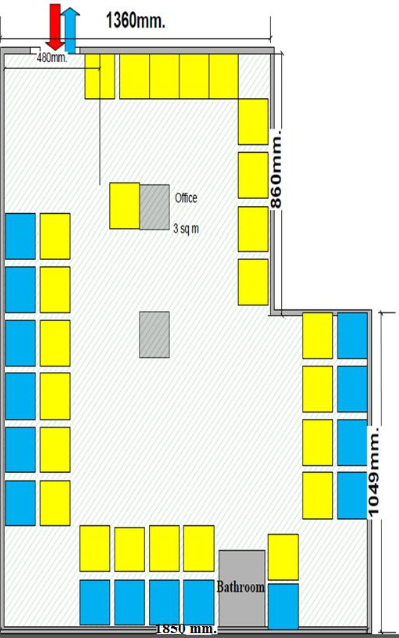 1360mm.
480mm.
860mm.
Office
3 sq m
1049mm.
Bathroom
1850 mm.